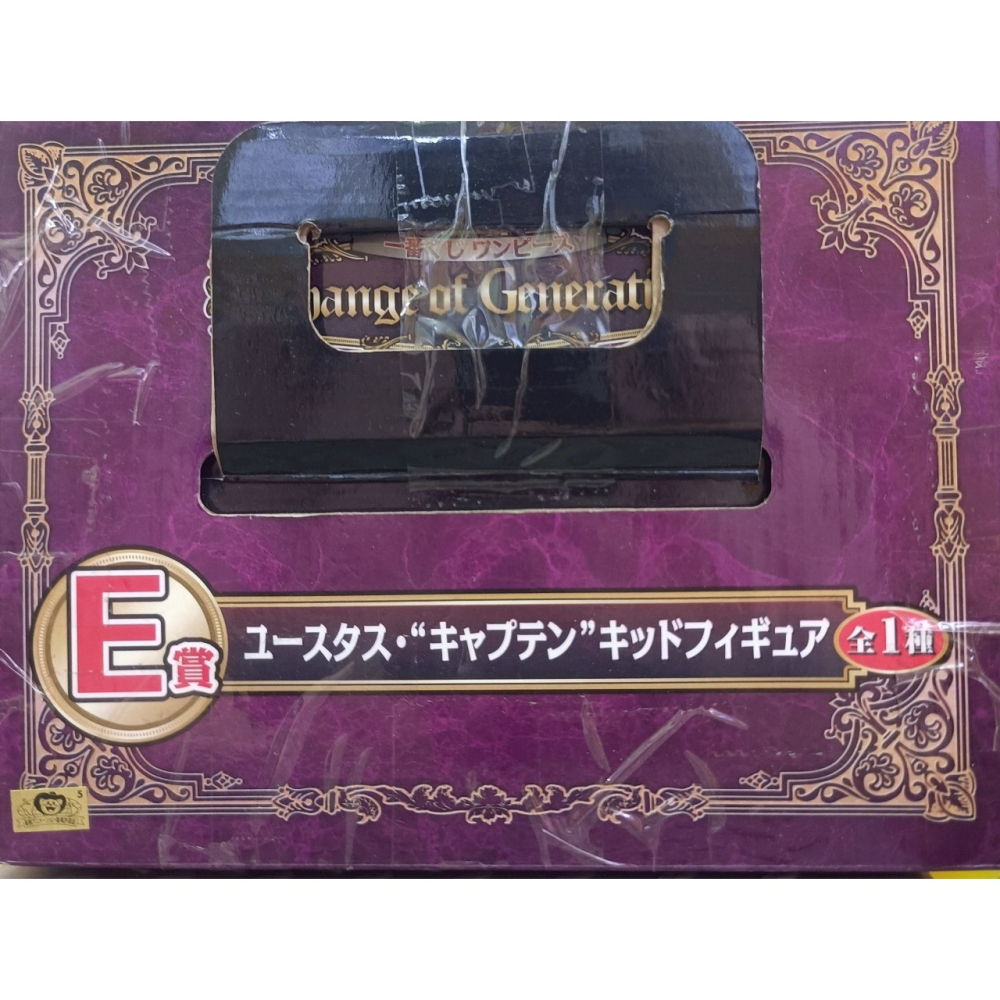 一番くじ ワンピース
hange of Generati
E賞
ユースタス・“キャプテン”キッドフィギュア
全1種
S